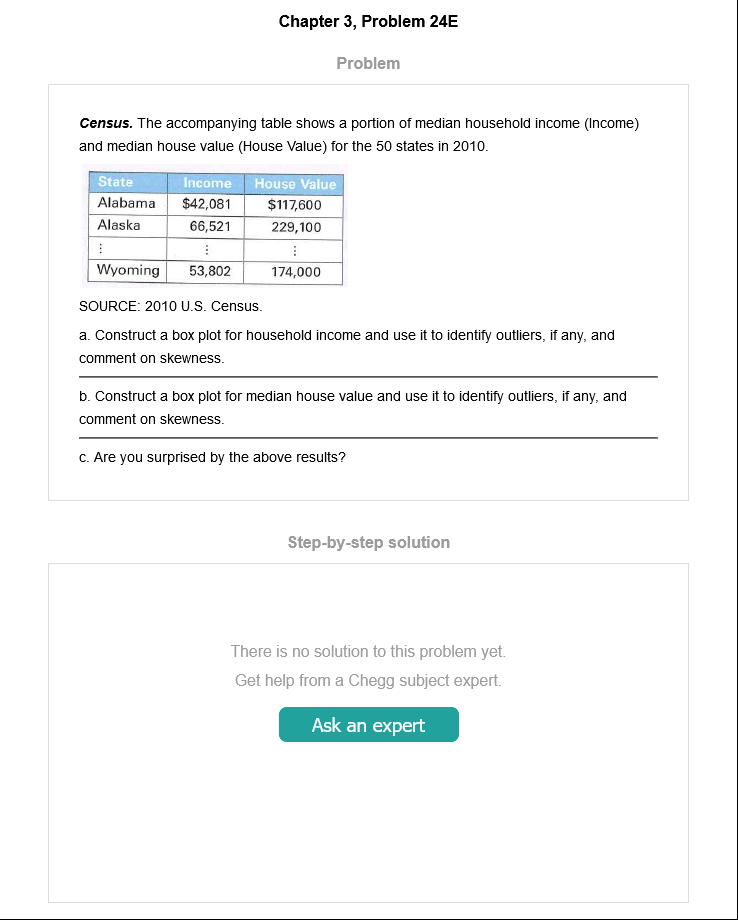 Chapter 3, Problem 24E
Problem
Census. The accompanying table shows a portion of median household income (Income)
and median house value (House Value) for the 50 states in 2010.
State Income House Value
Alabama $42,081 $117,600
Alaska 66,521 229,100
⋮ ⋮ ⋮
Wyoming 53,802 174,000
SOURCE: 2010 U.S. Census.
a. Construct a box plot for household income and use it to identify outliers, if any, and
comment on skewness.
b. Construct a box plot for median house value and use it to identify outliers, if any, and
comment on skewness.
c. Are you surprised by the above results?
Step-by-step solution
There is no solution to this problem yet.
Get help from a Chegg subject expert.
Ask an expert